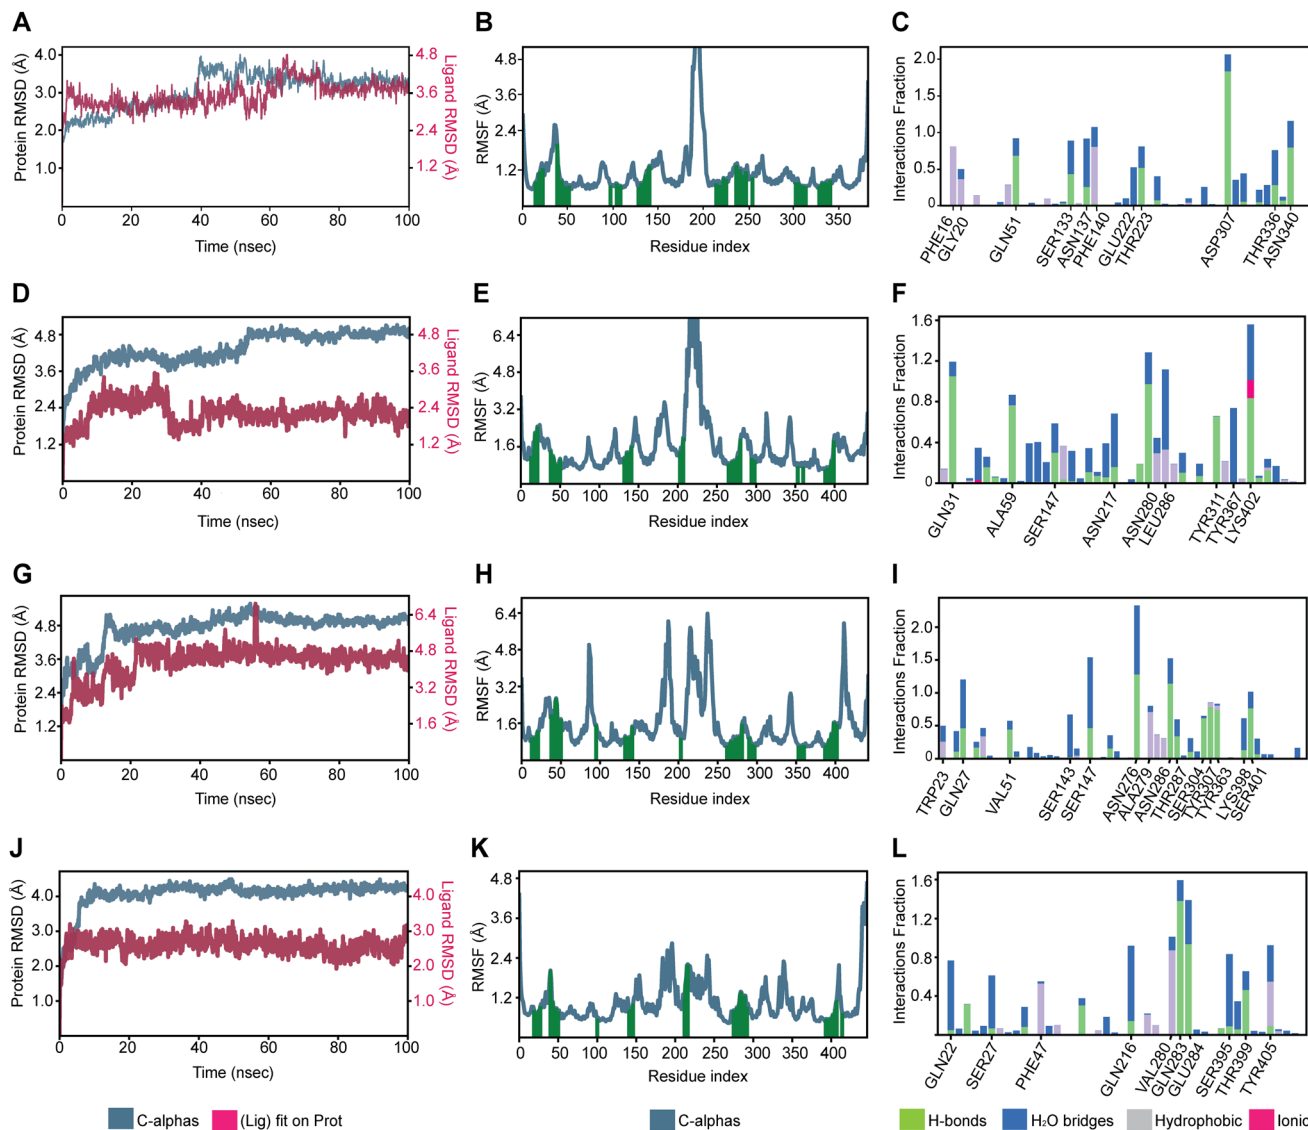 A
Protein RMSD (Å)
4.0
3.0
2.0
1.0
4.8
3.6
2.4
1.2
Ligand RMSD (Å)
0 20 40 60 80 100
Time (nsec)
B
RMSF (Å)
4.8
3.6
2.4
1.2
0 50 100 150 200 250 300 350
Residue index
C
Interactions Fraction
2.0
1.5
1.0
0.5
0
PHE16 GLY20 GLN51 SER133 ASN137 PHE140 GLU222 THR223 ASP307 THR336 ASN340
D
Protein RMSD (Å)
4.8
3.6
2.4
1.2
4.8
3.6
2.4
1.2
Ligand RMSD (Å)
0 20 40 60 80 100
Time (nsec)
E
RMSF (Å)
6.4
4.8
3.2
1.6
0 50 100 150 200 250 300 350 400
Residue index
F
Interactions Fraction
1.6
1.2
0.8
0.4
0
GLN31 ALA59 SER147 ASN217 ASN280 LEU286 TYR311 TYR367 LYS402
G
Protein RMSD (Å)
4.8
3.6
2.4
1.2
6.4
4.8
3.2
1.6
Ligand RMSD (Å)
0 20 40 60 80 100
Time (nsec)
H
RMSF (Å)
6.4
4.8
3.2
1.6
0 50 100 150 200 250 300 350 400
Residue index
I
Interactions Fraction
2.0
1.5
1.0
0.5
0
TRP23 GLN27 VAL51 SER143 SER147 ASN276 ALA279 ASN286 THR287 SER304 TYR307 TYR363 LYS398 SER401
J
Protein RMSD (Å)
4.0
3.0
2.0
1.0
4.0
3.0
2.0
1.0
Ligand RMSD (Å)
0 20 40 60 80 100
Time (nsec)
K
RMSF (Å)
4.8
3.6
2.4
1.2
0 50 100 150 200 250 300 350 400
Residue index
L
Interactions Fraction
1.6
1.2
0.8
0.4
GLN22 SER27 PHE47 GLN216 VAL280 GLN283 GLU284 SER395 THR399 TYR405
C-alphas (Lig) fit on Prot
C-alphas
H-bonds H₂O bridges Hydrophobic Ionic